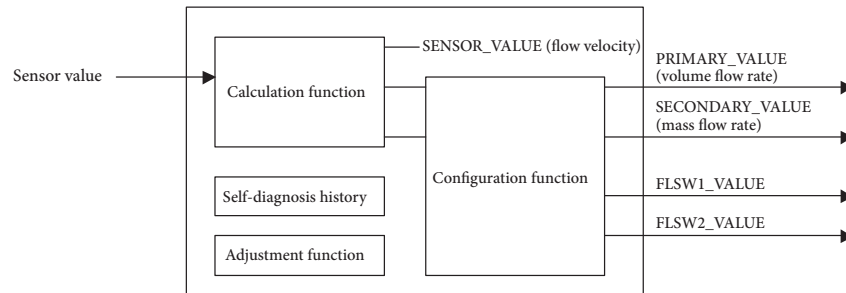 Sensor value
Calculation function
SENSOR_VALUE (flow velocity)
PRIMARY_VALUE
(volume flow rate)
SECONDARY_VALUE
(mass flow rate)
Configuration function
Self-diagnosis history
FLSW1_VALUE
FLSW2_VALUE
Adjustment function